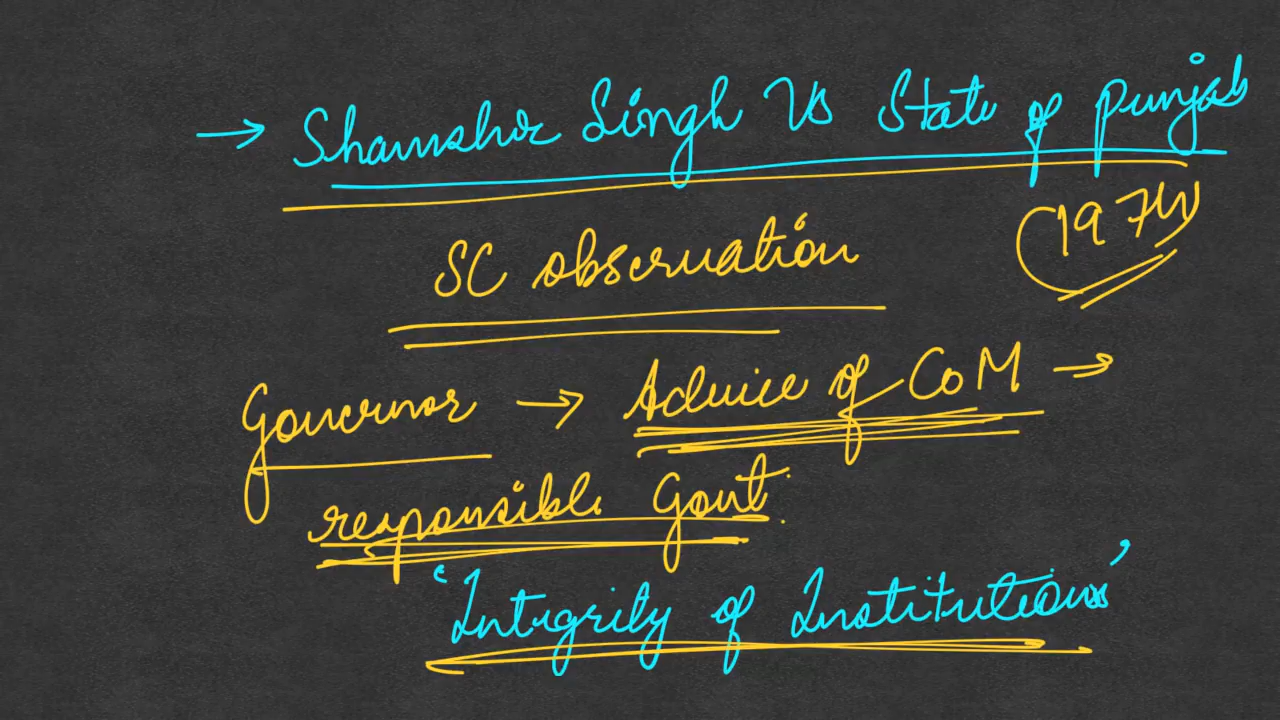 → Shamsher Singh Vs State of Punjab
(1974)
SC observation
Governor → Advice of CoM →
responsible Govt.
'Integrity of Institutions'